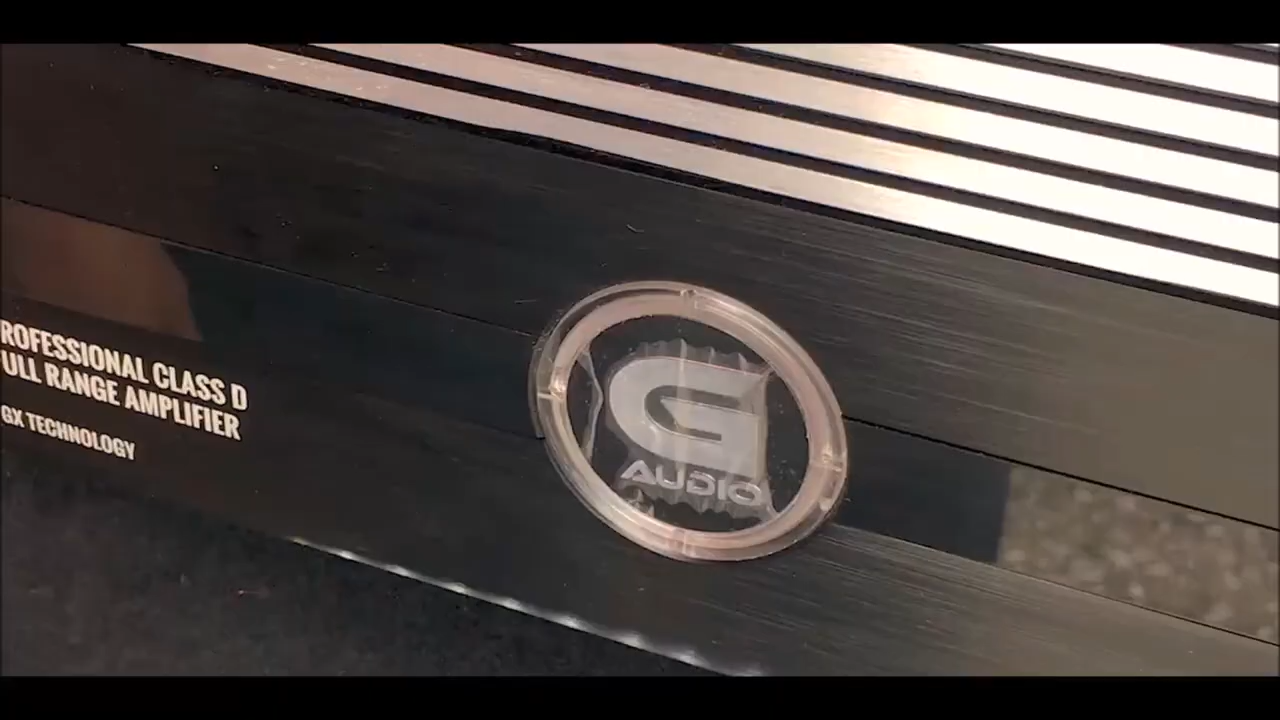 ROFESSIONAL CLASS D
ULL RANGE AMPLIFIER
GX TECHNOLOGY
G
AUDIO